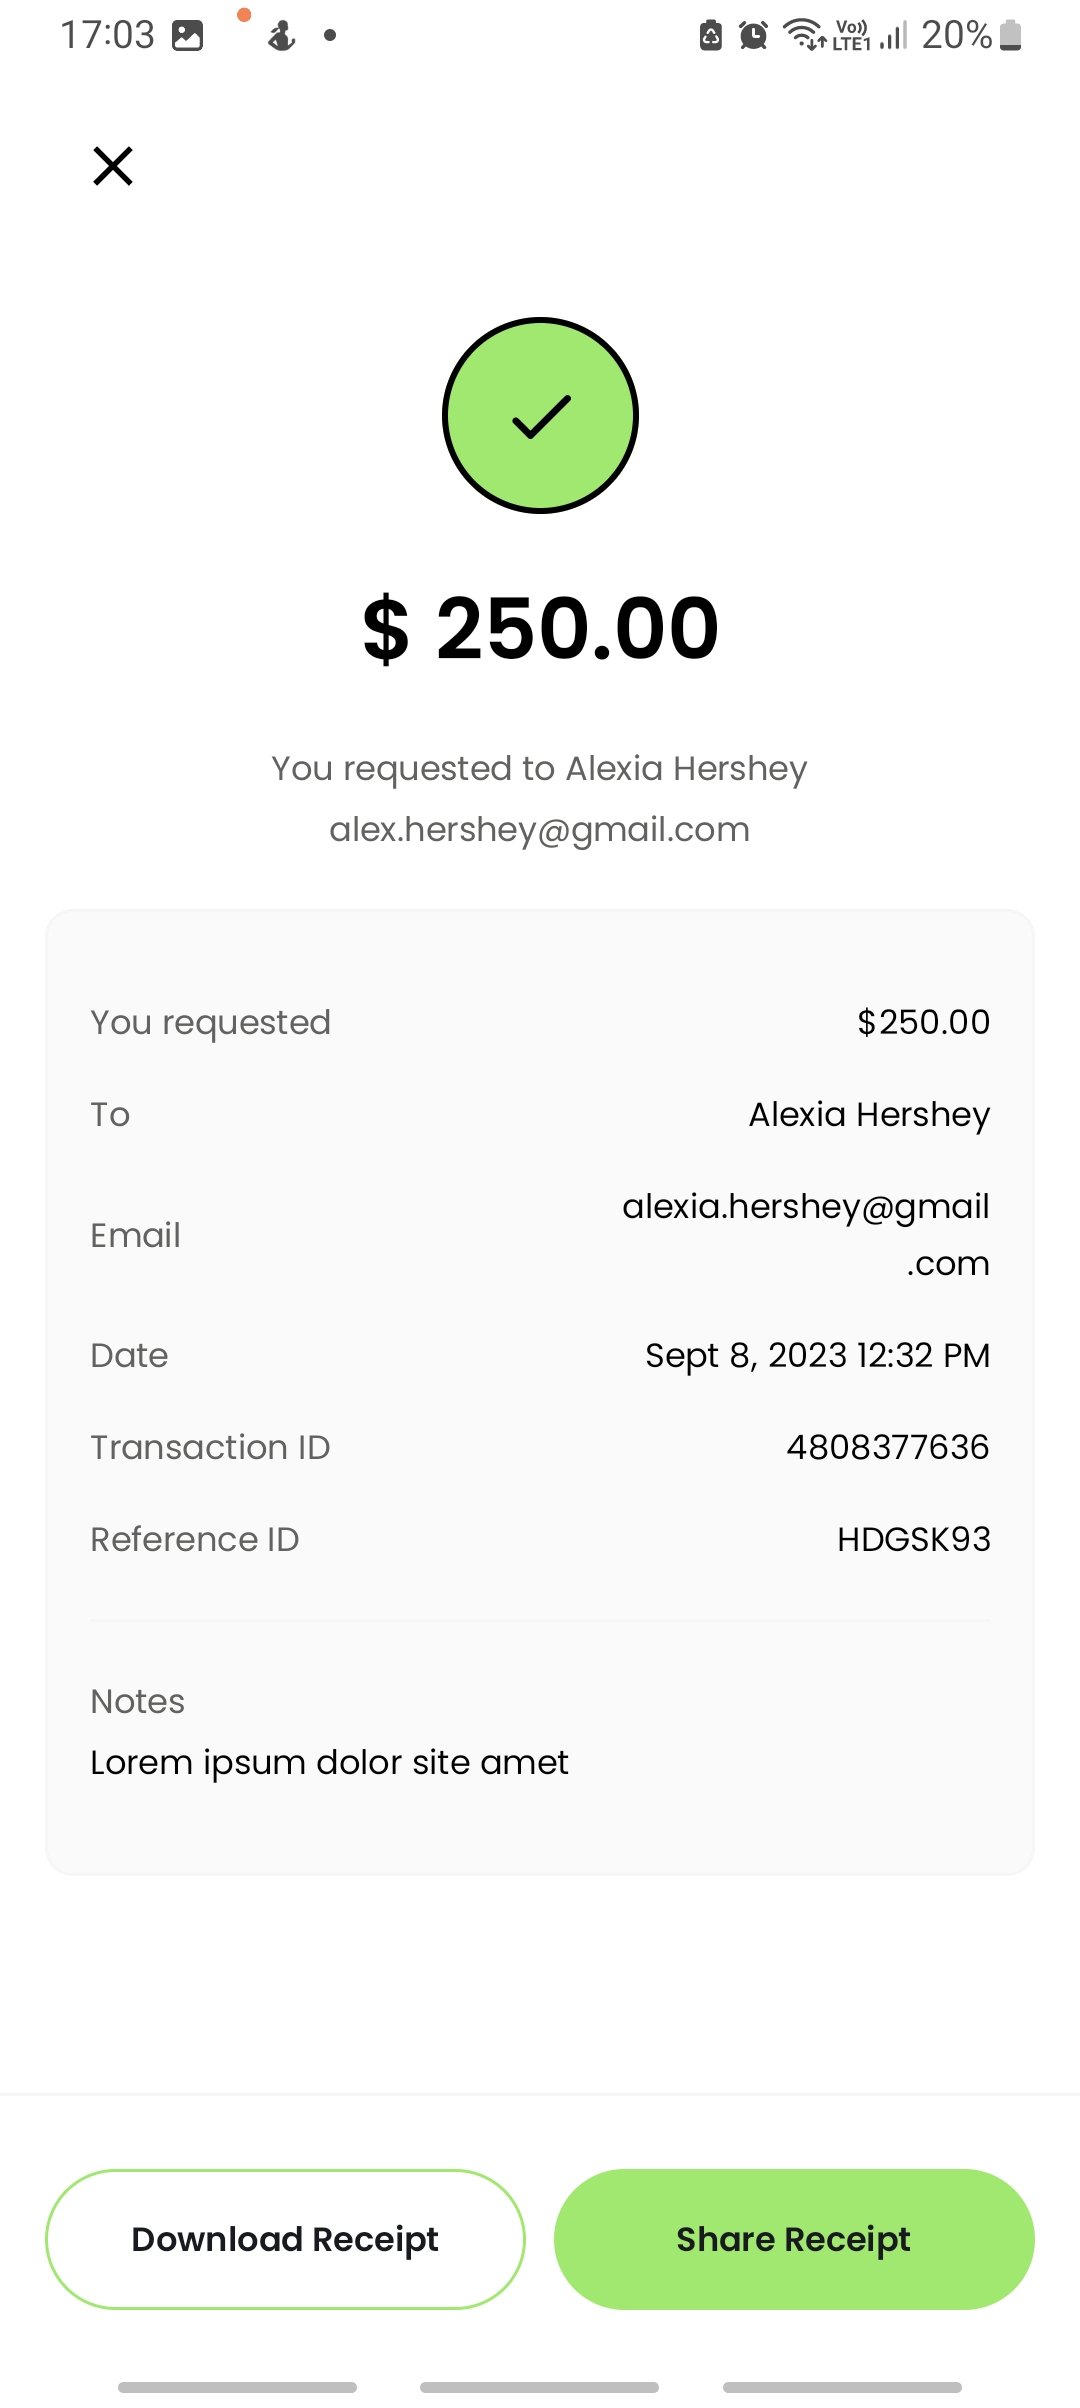 17:03
Vo)) LTE1 20%
$ 250.00
You requested to Alexia Hershey
alex.hershey@gmail.com
You requested $250.00
To Alexia Hershey
Email alexia.hershey@gmail
.com
Date Sept 8, 2023 12:32 PM
Transaction ID 4808377636
Reference ID HDGSK93
Notes
Lorem ipsum dolor site amet
Download Receipt Share Receipt